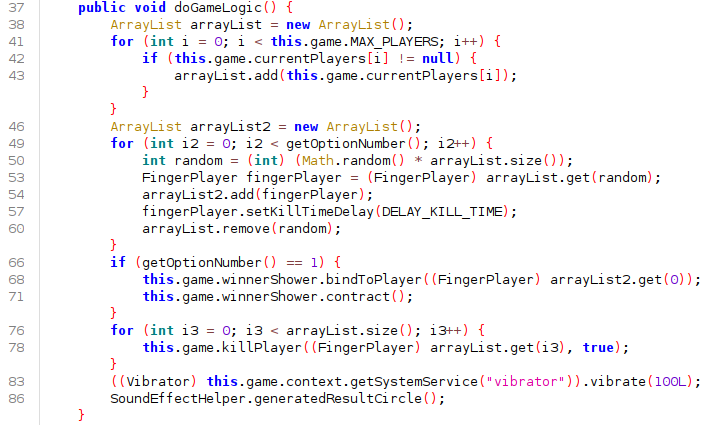 37 public void doGameLogic() {
38 ArrayList arrayList = new ArrayList();
41 for (int i = 0; i < this.game.MAX_PLAYERS; i++) {
42 if (this.game.currentPlayers[i] != null) {
43 arrayList.add(this.game.currentPlayers[i]);
}
}
46 ArrayList arrayList2 = new ArrayList();
49 for (int i2 = 0; i2 < getOptionNumber(); i2++) {
50 int random = (int) (Math.random() * arrayList.size());
53 FingerPlayer fingerPlayer = (FingerPlayer) arrayList.get(random);
54 arrayList2.add(fingerPlayer);
57 fingerPlayer.setKillTimeDelay(DELAY_KILL_TIME);
60 arrayList.remove(random);
}
66 if (getOptionNumber() == 1) {
68 this.game.winnerShower.bindToPlayer((FingerPlayer) arrayList2.get(0));
71 this.game.winnerShower.contract();
}
76 for (int i3 = 0; i3 < arrayList.size(); i3++) {
78 this.game.killPlayer((FingerPlayer) arrayList.get(i3), true);
}
83 ((Vibrator) this.game.context.getSystemService("vibrator")).vibrate(100L);
86 SoundEffectHelper.generatedResultCircle();
}